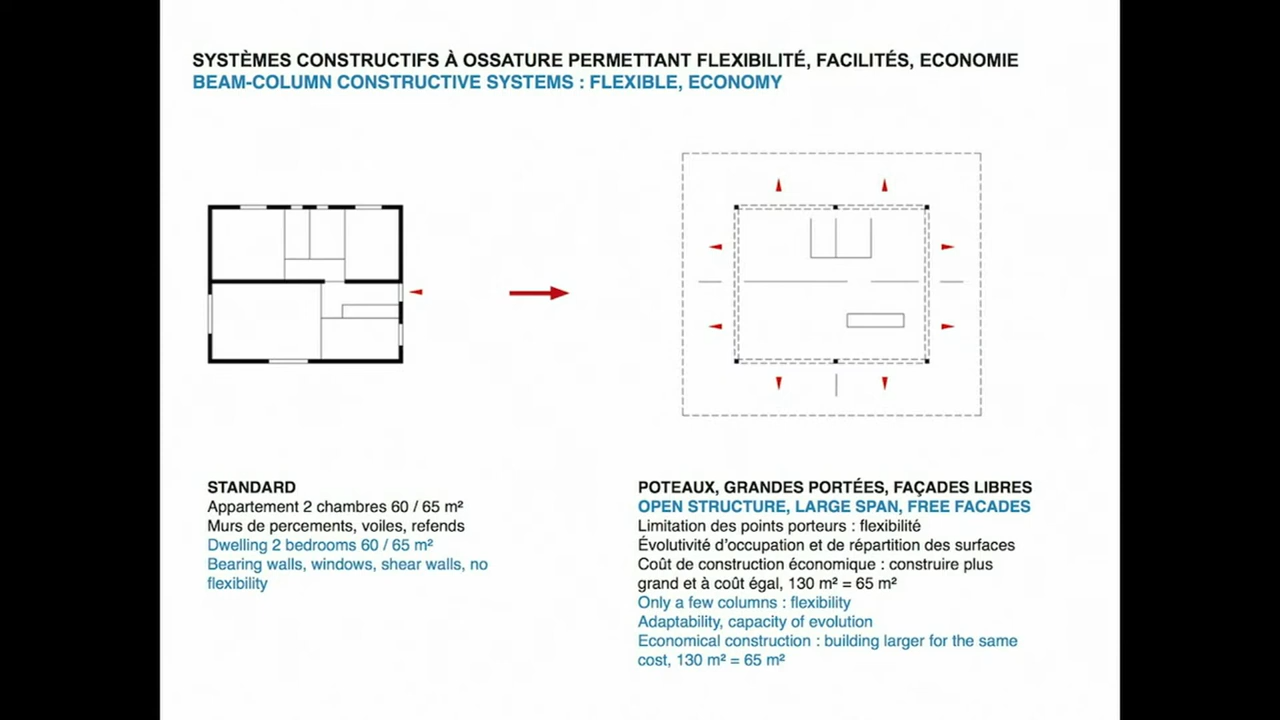 SYSTÈMES CONSTRUCTIFS À OSSATURE PERMETTANT FLEXIBILITÉ, FACILITÉS, ECONOMIE
BEAM-COLUMN CONSTRUCTIVE SYSTEMS : FLEXIBLE, ECONOMY
STANDARD
Appartement 2 chambres 60 / 65 m²
Murs de percements, voiles, refends
Dwelling 2 bedrooms 60 / 65 m²
Bearing walls, windows, shear walls, no
flexibility
POTEAUX, GRANDES PORTÉES, FAÇADES LIBRES
OPEN STRUCTURE, LARGE SPAN, FREE FACADES
Limitation des points porteurs : flexibilité
Évolutivité d'occupation et de répartition des surfaces
Coût de construction économique : construire plus
grand et à coût égal, 130 m² = 65 m²
Only a few columns : flexibility
Adaptability, capacity of evolution
Economical construction : building larger for the same
cost, 130 m² = 65 m²